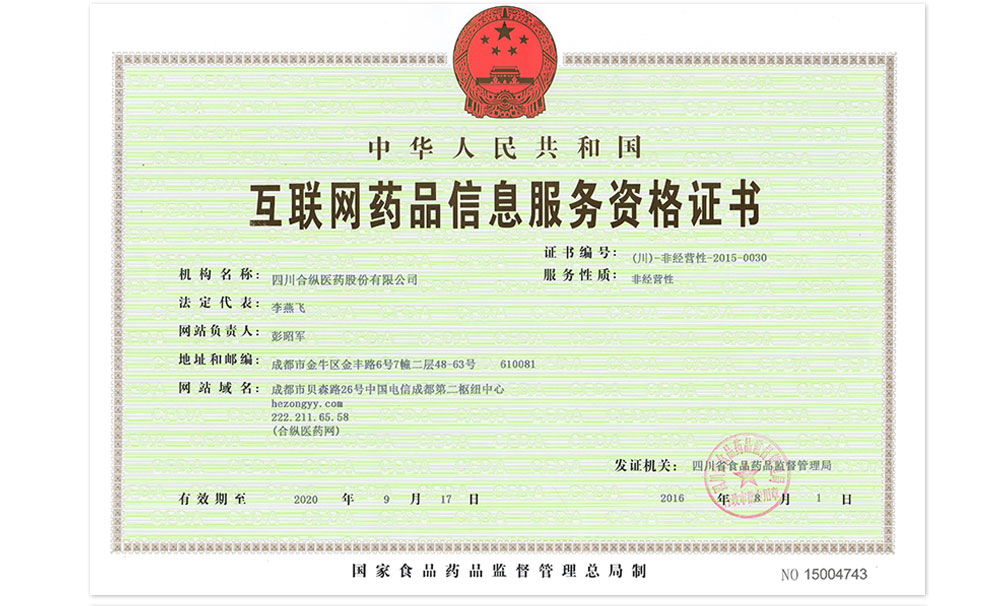 中华人民共和国
互联网药品信息服务资格证书
证书编号: (川)-非经营性-2015-0030
服务性质: 非经营性
机构名称: 四川合纵医药股份有限公司
法定代表: 李燕飞
网站负责人: 彭昭军
地址和邮编: 成都市金牛区金丰路6号7幢二层48-63号 610081
网站域名: 成都市贝森路26号中国电信成都第二枢纽中心
hezongyy.com
222.211.65.58
(合纵医药网)
发证机关: 四川省食品药品监督管理局
有效期至 2020 年 9 月 17 日 2016 年 8 月 1 日
国家食品药品监督管理总局制
NO 15004743